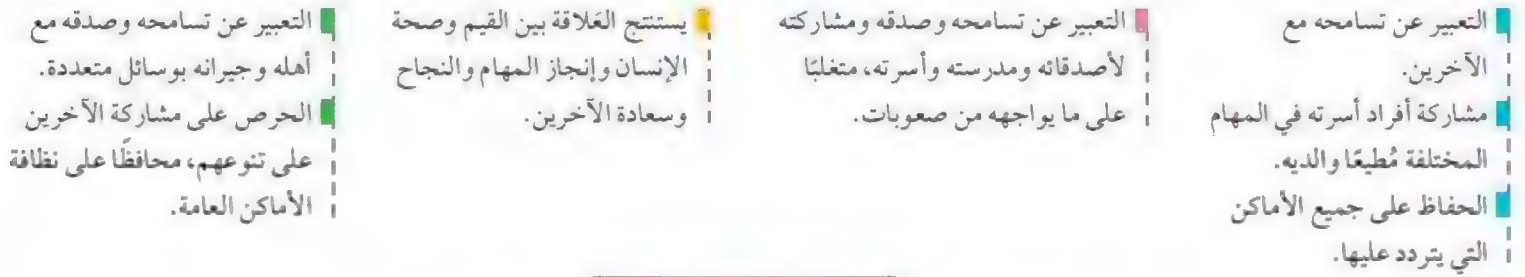 التعبير عن تسامحه مع
الآخرين.
مشاركة أفراد أسرته في المهام
المختلفة مُطيعًا والديه.
الحفاظ على جميع الأماكن
التي يتردد عليها.
التعبير عن تسامحه وصدقه ومشاركته
لأصدقائه ومدرسته وأسرته، متغلبًا
على ما يواجهه من صعوبات.
يستنتج العَلاقة بين القيم وصحة
الإنسان وإنجاز المهام والنجاح
وسعادة الآخرين.
التعبير عن تسامحه وصدقه مع
أهله وجيرانه بوسائل متعددة.
الحرص على مشاركة الآخرين
على تنوعهم، محافظًا على نظافة
الأماكن العامة.